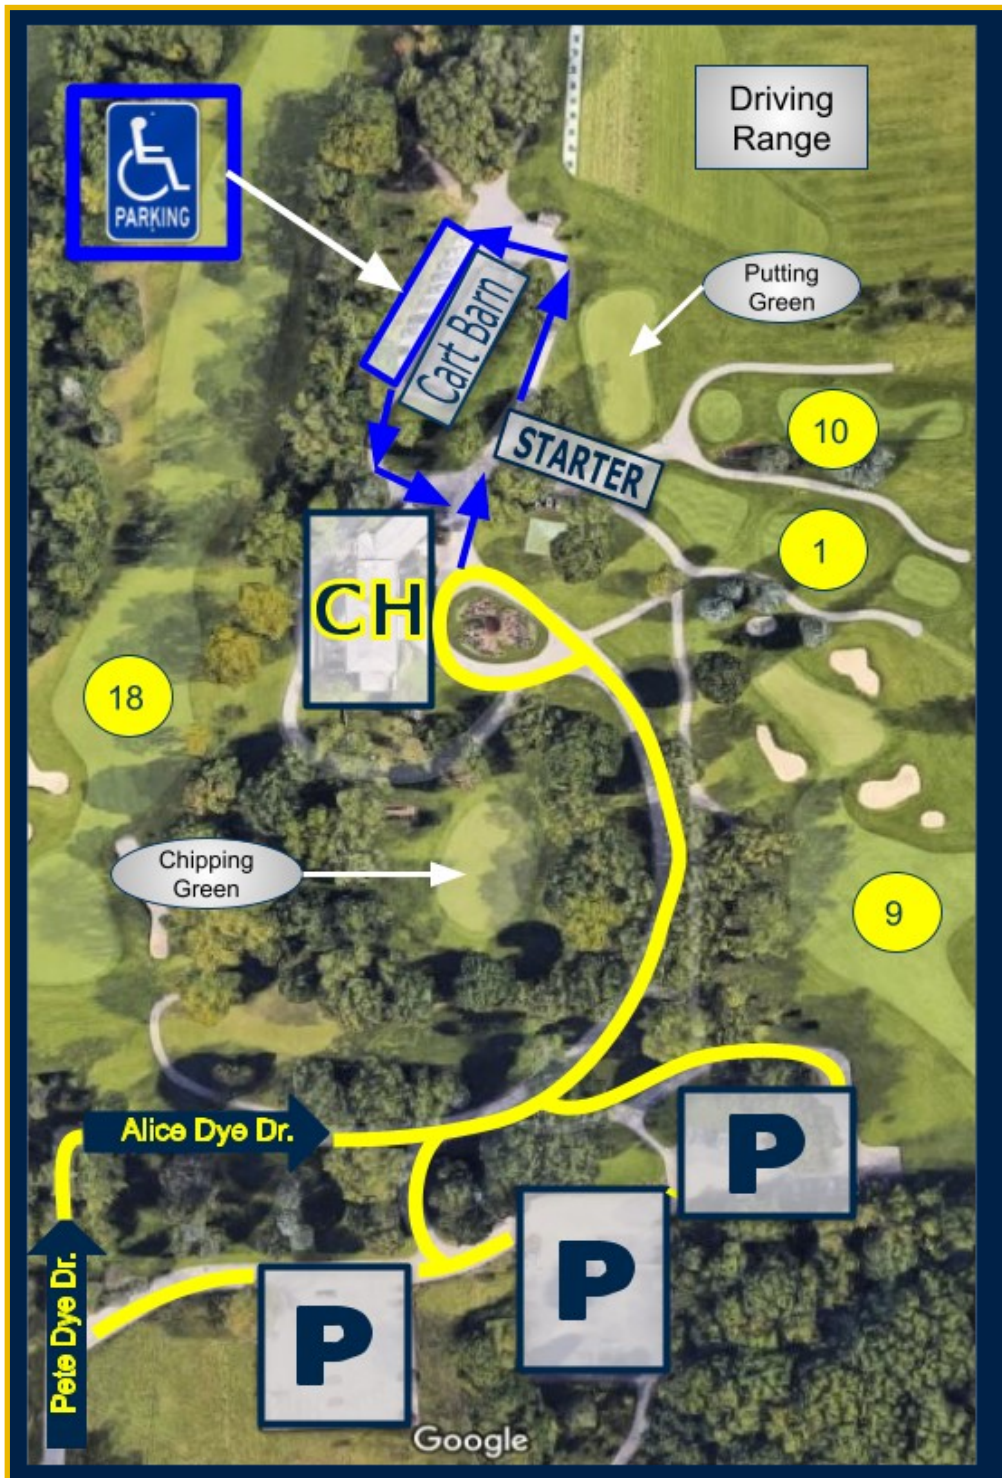 Driving
Range
PARKING
Putting
Green
Cart Barn
10
STARTER
1
CH
18
Chipping
Green
9
Alice Dye Dr.
P
P
Pete Dye Dr.
P
Google